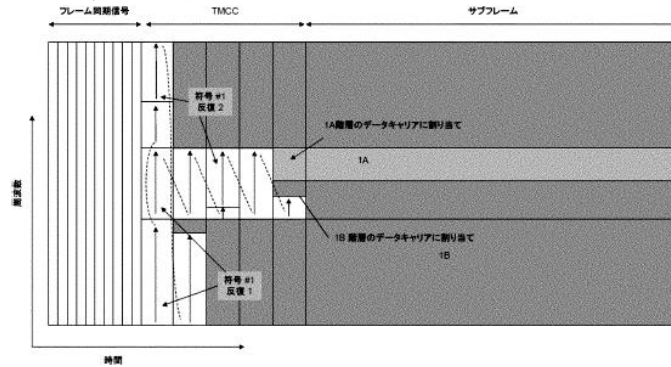 フレーム同期信号
TMCC
サブフレーム
符号 #1
反復 2
1A階層のデータキャリアに割り当て
1A
周波数
1B 階層のデータキャリアに割り当て
1B
符号 #1
反復 1
時間